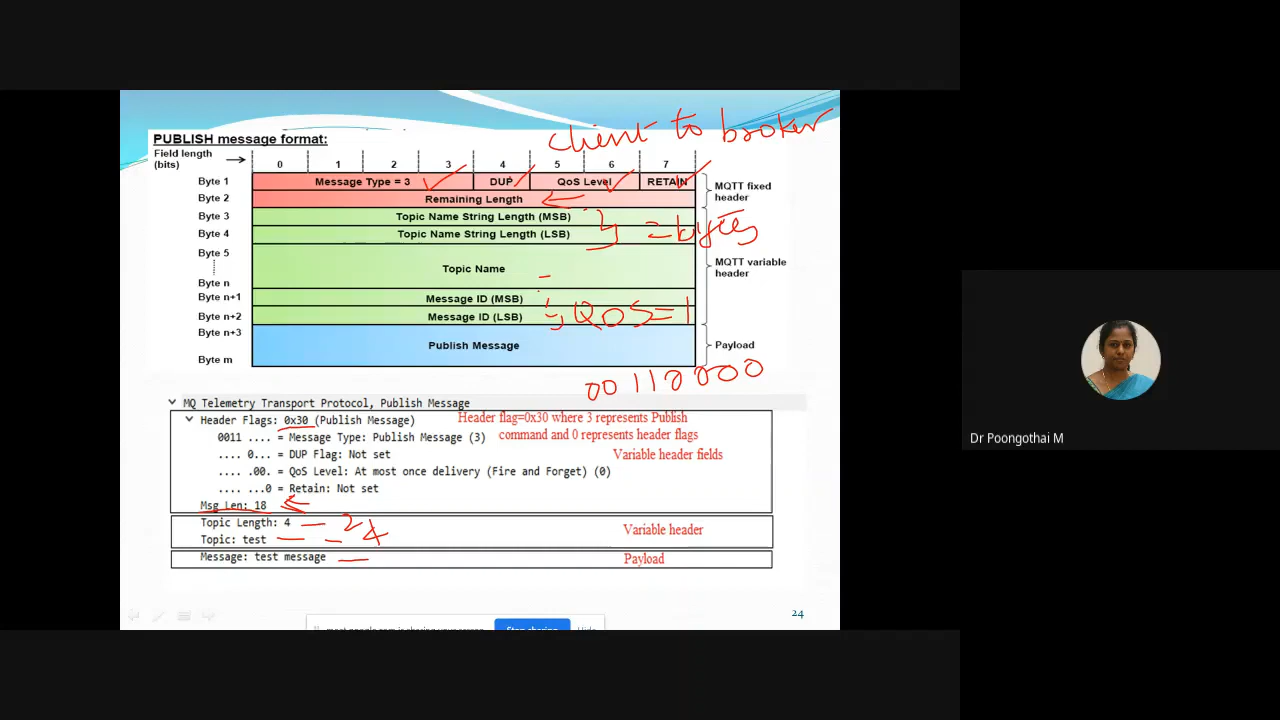 client to broker
PUBLISH message format:
Field length (bits) 0 1 2 3 4 5 6 7
Byte 1 Message Type = 3 DUP QoS Level RETAIN
Byte 2 Remaining Length
MQTT fixed header
Byte 3 Topic Name String Length (MSB)
Byte 4 Topic Name String Length (LSB)
= bytes
Byte 5
Topic Name
Byte n
MQTT variable header
Byte n+1 Message ID (MSB)
Byte n+2 Message ID (LSB)
QOS = 1
Byte n+3
Publish Message
Payload
Byte m
00110000
MQ Telemetry Transport Protocol, Publish Message
Header Flags: 0x30 (Publish Message) Header flag=0x30 where 3 represents Publish
0011 .... = Message Type: Publish Message (3) command and 0 represents header flags
.... 0... = DUP Flag: Not set Variable header fields
.... .00. = QoS Level: At most once delivery (Fire and Forget) (0)
.... ...0 = Retain: Not set
Msg Len: 18
Topic Length: 4 — 2
Topic: test — 4 Variable header
Message: test message Payload
24
Stop sharing Hide
Dr Poongothai M